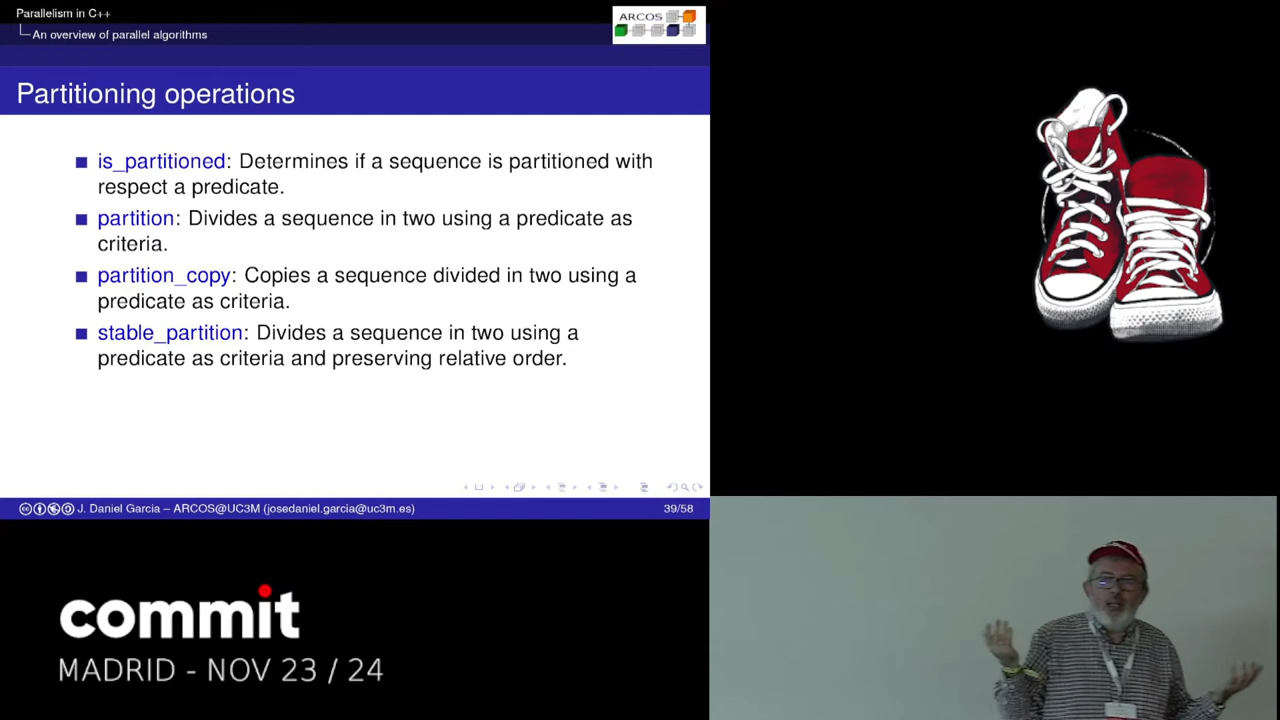 Parallelism in C++
An overview of parallel algorithms
ARCOS
Partitioning operations
is_partitioned: Determines if a sequence is partitioned with
respect a predicate.
partition: Divides a sequence in two using a predicate as
criteria.
partition_copy: Copies a sequence divided in two using a
predicate as criteria.
stable_partition: Divides a sequence in two using a
predicate as criteria and preserving relative order.
J. Daniel Garcia – ARCOS@UC3M (josedaniel.garcia@uc3m.es)
39/58
commit
MADRID - NOV 23 / 24